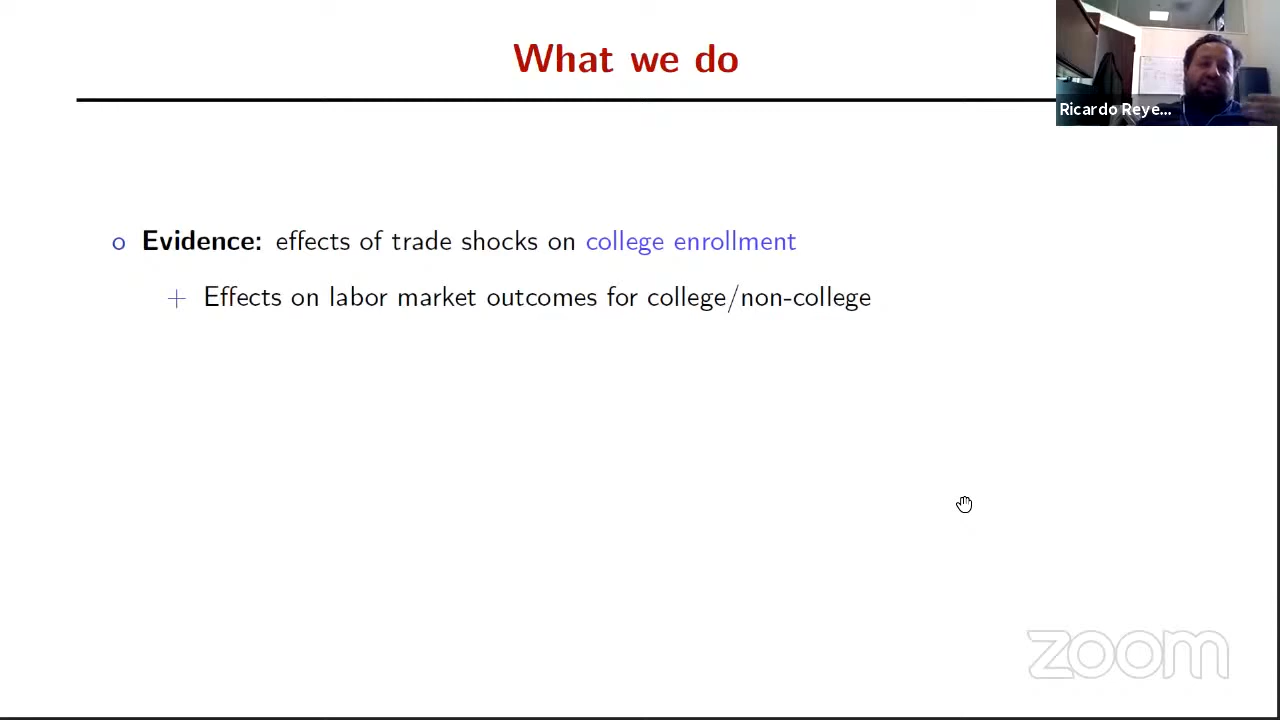 What we do
Ricardo Reye...
o Evidence: effects of trade shocks on college enrollment
+ Effects on labor market outcomes for college/non-college
zoom